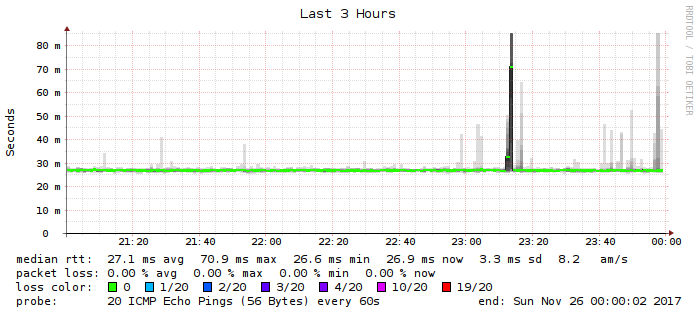 Last 3 Hours
RRDTOOL / TOBI OETIKER
Seconds
80 m
70 m
60 m
50 m
40 m
30 m
20 m
10 m
0
21:20 21:40 22:00 22:20 22:40 23:00 23:20 23:40 00:00
median rtt: 27.1 ms avg 70.9 ms max 26.6 ms min 26.9 ms now 3.3 ms sd 8.2 am/s
packet loss: 0.00 % avg 0.00 % max 0.00 % min 0.00 % now
loss color: 0 1/20 2/20 3/20 4/20 10/20 19/20
probe: 20 ICMP Echo Pings (56 Bytes) every 60s end: Sun Nov 26 00:00:02 2017